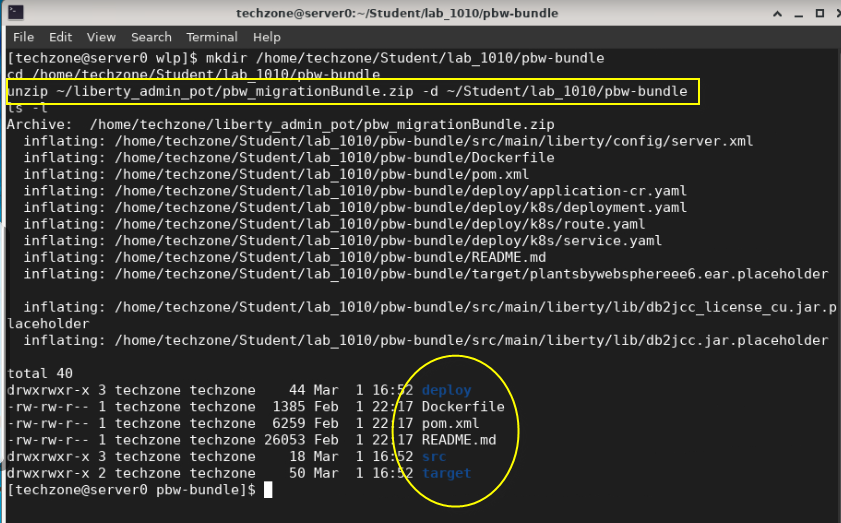 techzone@server0:~/Student/lab_1010/pbw-bundle
File Edit View Search Terminal Help
[techzone@server0 wlp]$ mkdir /home/techzone/Student/lab_1010/pbw-bundle
cd /home/techzone/Student/lab_1010/pbw-bundle
unzip ~/liberty_admin_pot/pbw_migrationBundle.zip -d ~/Student/lab_1010/pbw-bundle
ls -l
Archive:  /home/techzone/liberty_admin_pot/pbw_migrationBundle.zip
  inflating: /home/techzone/Student/lab_1010/pbw-bundle/src/main/liberty/config/server.xml
  inflating: /home/techzone/Student/lab_1010/pbw-bundle/Dockerfile
  inflating: /home/techzone/Student/lab_1010/pbw-bundle/pom.xml
  inflating: /home/techzone/Student/lab_1010/pbw-bundle/deploy/application-cr.yaml
  inflating: /home/techzone/Student/lab_1010/pbw-bundle/deploy/k8s/deployment.yaml
  inflating: /home/techzone/Student/lab_1010/pbw-bundle/deploy/k8s/route.yaml
  inflating: /home/techzone/Student/lab_1010/pbw-bundle/deploy/k8s/service.yaml
  inflating: /home/techzone/Student/lab_1010/pbw-bundle/README.md
  inflating: /home/techzone/Student/lab_1010/pbw-bundle/target/plantsbywebsphereee6.ear.placeholder
  inflating: /home/techzone/Student/lab_1010/pbw-bundle/src/main/liberty/lib/db2jcc_license_cu.jar.p
laceholder
  inflating: /home/techzone/Student/lab_1010/pbw-bundle/src/main/liberty/lib/db2jcc.jar.placeholder
total 40
drwxrwxr-x 3 techzone techzone    44 Mar  1 16:52 deploy
-rw-rw-r-- 1 techzone techzone  1385 Feb  1 22:17 Dockerfile
-rw-rw-r-- 1 techzone techzone  6259 Feb  1 22:17 pom.xml
-rw-rw-r-- 1 techzone techzone 26053 Feb  1 22:17 README.md
drwxrwxr-x 3 techzone techzone    18 Mar  1 16:52 src
drwxrwxr-x 2 techzone techzone    50 Mar  1 16:52 target
[techzone@server0 pbw-bundle]$